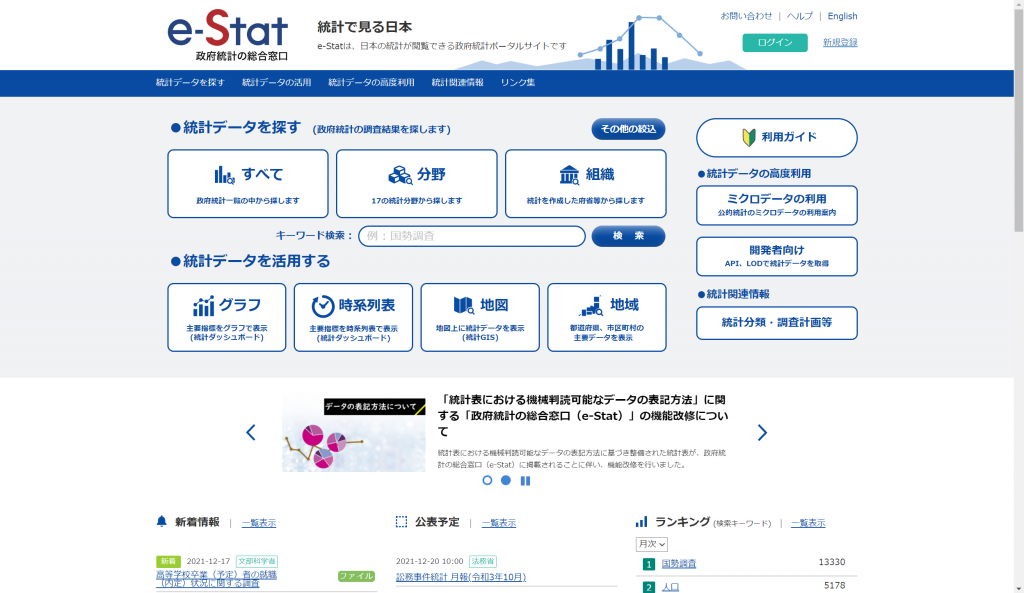 e-Stat
政府統計の総合窓口
統計で見る日本
e-Statは、日本の統計が閲覧できる政府統計ポータルサイトです
お問い合わせ | ヘルプ | English
ログイン
新規登録
統計データを探す 統計データの活用 統計データの高度利用 統計関連情報 リンク集
●統計データを探す (政府統計の調査結果を探します)
その他の絞込
すべて
政府統計一覧の中から探します
分野
17の統計分野から探します
組織
統計を作成した府省等から探します
キーワード検索：
例：国勢調査
検 索
●統計データを活用する
グラフ
主要指標をグラフで表示
(統計ダッシュボード)
時系列表
主要指標を時系列表で表示
(統計ダッシュボード)
地図
地図上に統計データを表示
(統計GIS)
地域
都道府県、市区町村の
主要データを表示
利用ガイド
●統計データの高度利用
ミクロデータの利用
公的統計のミクロデータの利用案内
開発者向け
API、LODで統計データを取得
●統計関連情報
統計分類・調査計画等
データの表記方法について
「統計表における機械判読可能なデータの表記方法」に関
する「政府統計の総合窓口（e-Stat）」の機能改修につい
て
統計表における機械判読可能なデータの表記方法に基づき整備された統計表が、政府統
計の総合窓口（e-Stat）に掲載されることに伴い、機能改修を行いました。
新着情報 | 一覧表示
新着 2021-12-17 文部科学省
高等学校卒業（予定）者の就職
（内定）状況に関する調査
ファイル
公表予定 | 一覧表示
2021-12-20 10:00 法務省
訟務事件統計 月報(令和3年10月)
ランキング (検索キーワード) | 一覧表示
月次
1 国勢調査 13330
2 人口 5178